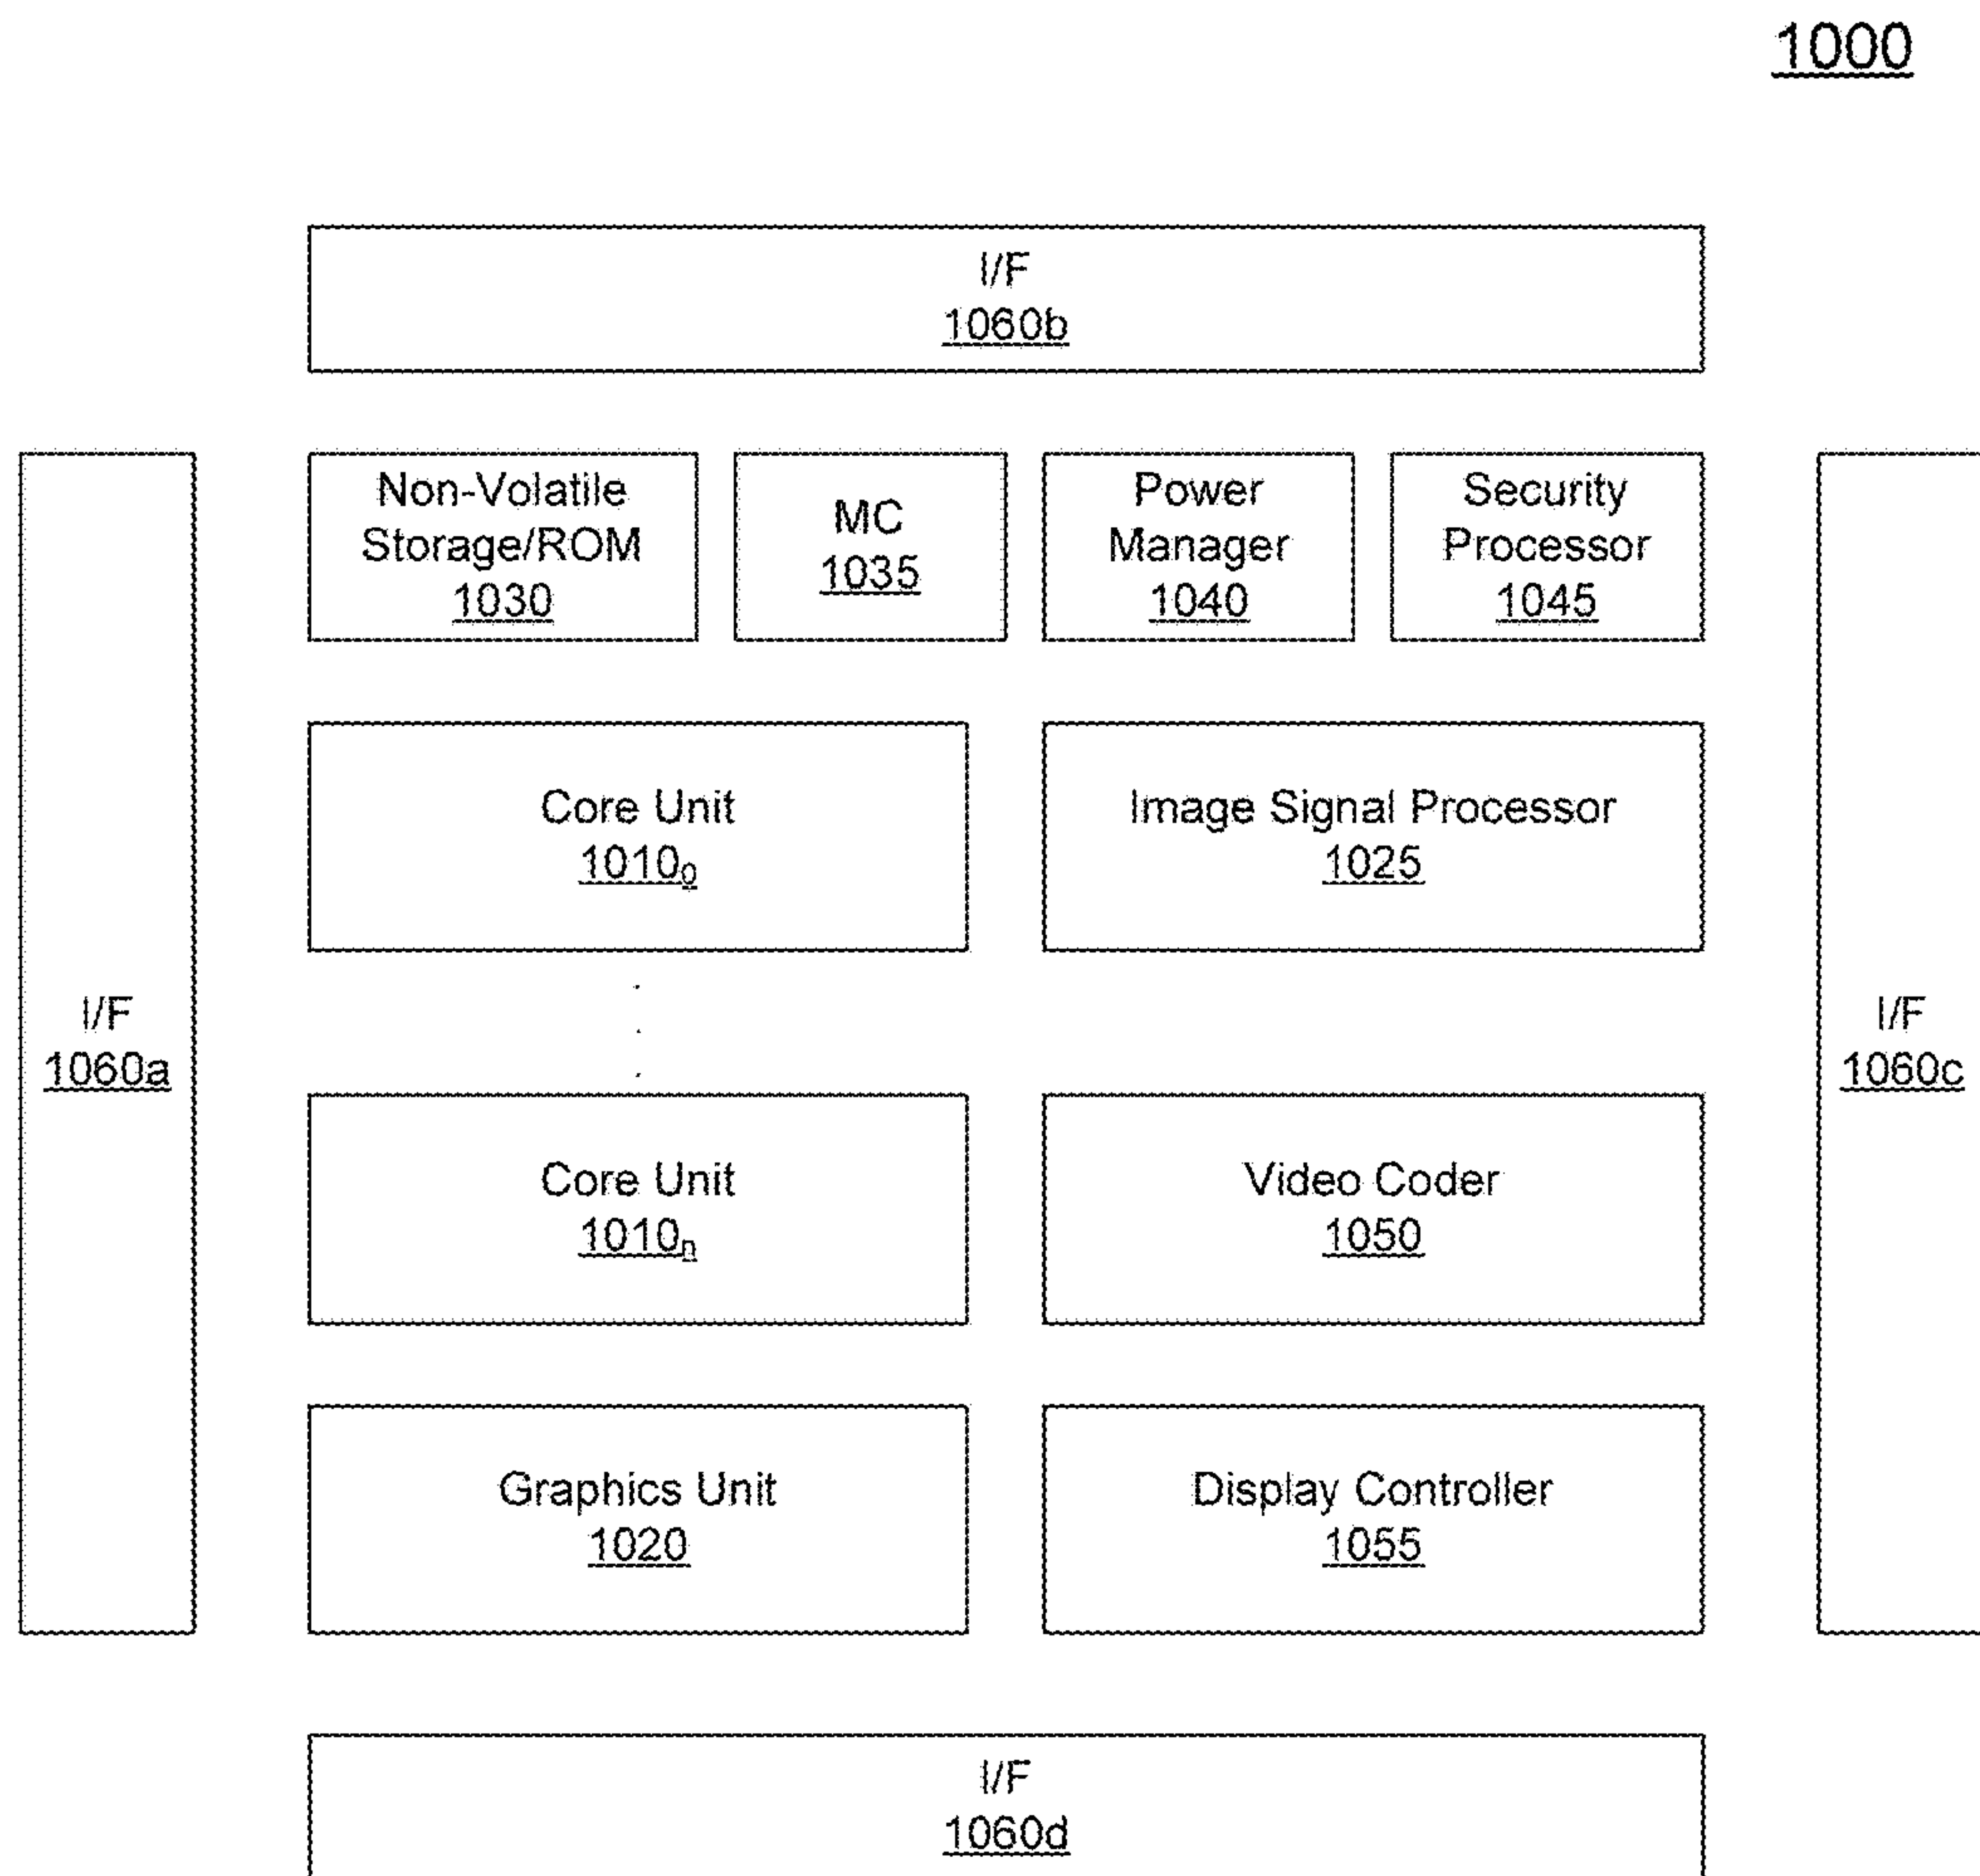 1000
I/F
1060b
Non-Volatile
Storage/ROM
1030
MC
1035
Power
Manager
1040
Security
Processor
1045
I/F
1060a
Core Unit
1010₀
Image Signal Processor
1025
.
.
.
I/F
1060c
Core Unit
1010ₙ
Video Coder
1050
Graphics Unit
1020
Display Controller
1055
I/F
1060d